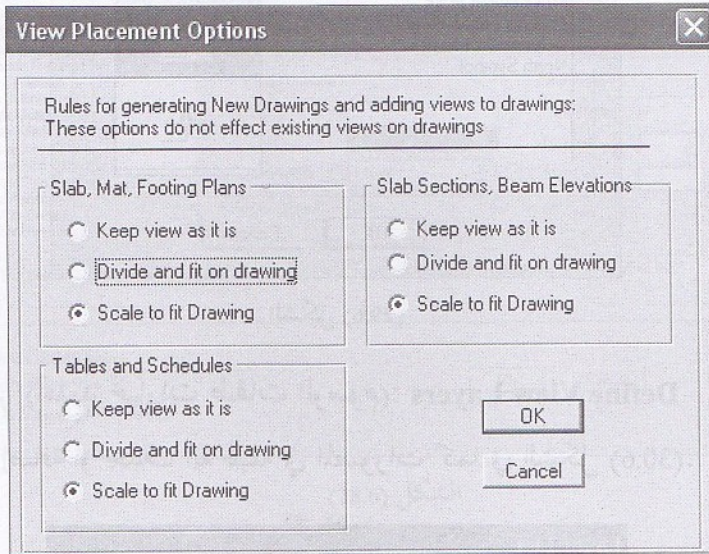 View Placement Options
Rules for generating New Drawings and adding views to drawings:
These options do not effect existing views on drawings
Slab, Mat, Footing Plans
Keep view as it is
Divide and fit on drawing
Scale to fit Drawing
Slab Sections, Beam Elevations
Keep view as it is
Divide and fit on drawing
Scale to fit Drawing
Tables and Schedules
Keep view as it is
Divide and fit on drawing
Scale to fit Drawing
OK
Cancel
Define View Layers
(30.6)